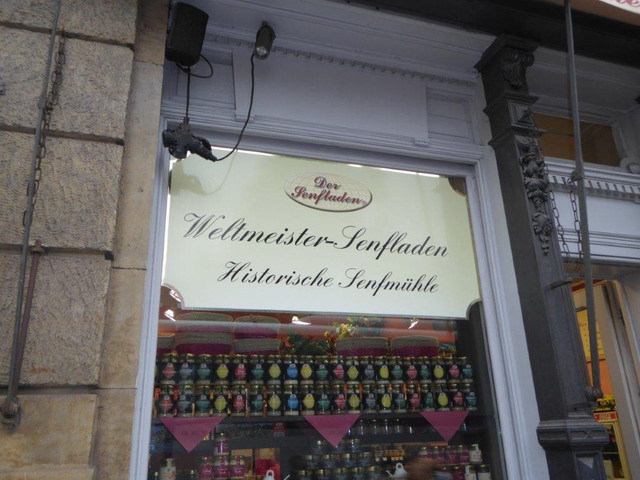 Der
Senfladen
Weltmeister-Senfladen
Historische Senfmühle